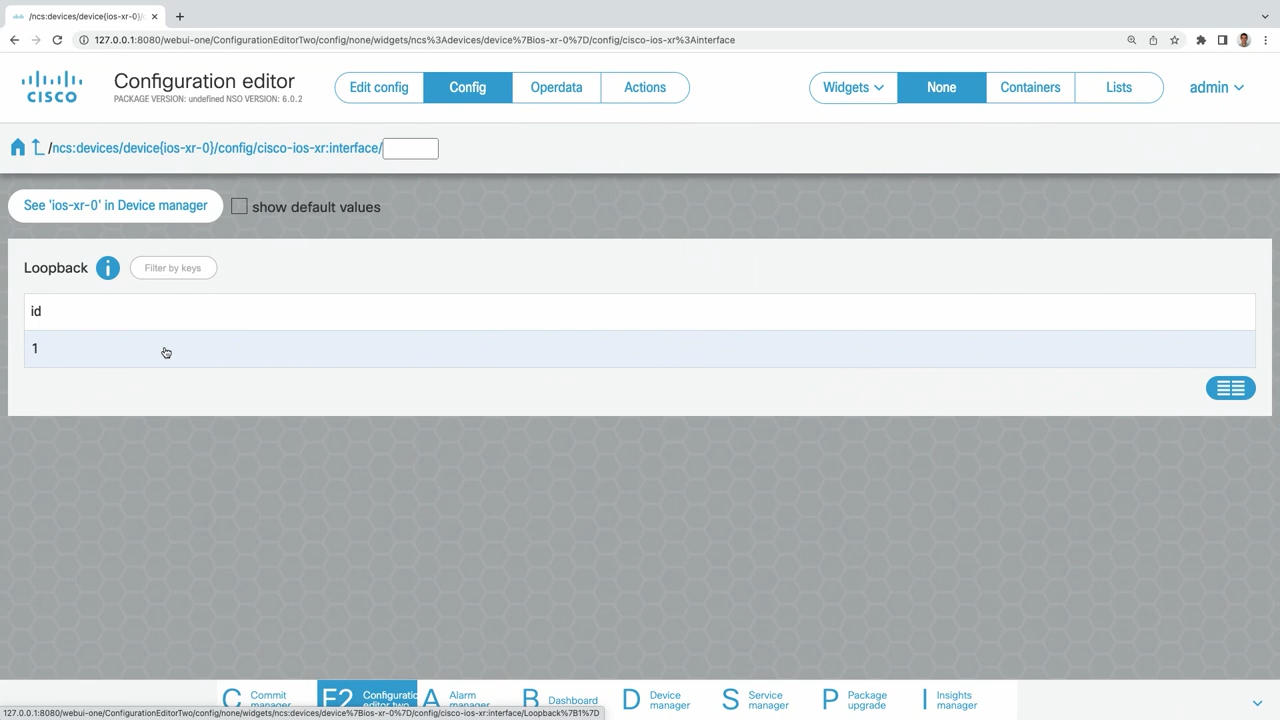 /ncs:devices/device{ios-xr-0}/
127.0.0.1:8080/webui-one/ConfigurationEditorTwo/config/none/widgets/ncs%3Adevices/device%7Bios-xr-0%7D/config/cisco-ios-xr%3Ainterface
CISCO
Configuration editor
PACKAGE VERSION: undefined NSO VERSION: 6.0.2
Edit config
Config
Operdata
Actions
Widgets
None
Containers
Lists
admin
/ncs:devices/device{ios-xr-0}/config/cisco-ios-xr:interface/
See 'ios-xr-0' in Device manager
show default values
Loopback
i
Filter by keys
id
1
C Commit manager
E2 Configuratio editor two
A Alarm manager
B Dashboard
D Device manager
S Service manager
P Package upgrade
I Insights manager
127.0.0.1:8080/webui-one/ConfigurationEditorTwo/config/none/widgets/ncs:devices/device%7Bios-xr-0%7D/config/cisco-ios-xr:interface/Loopback%7B1%7D